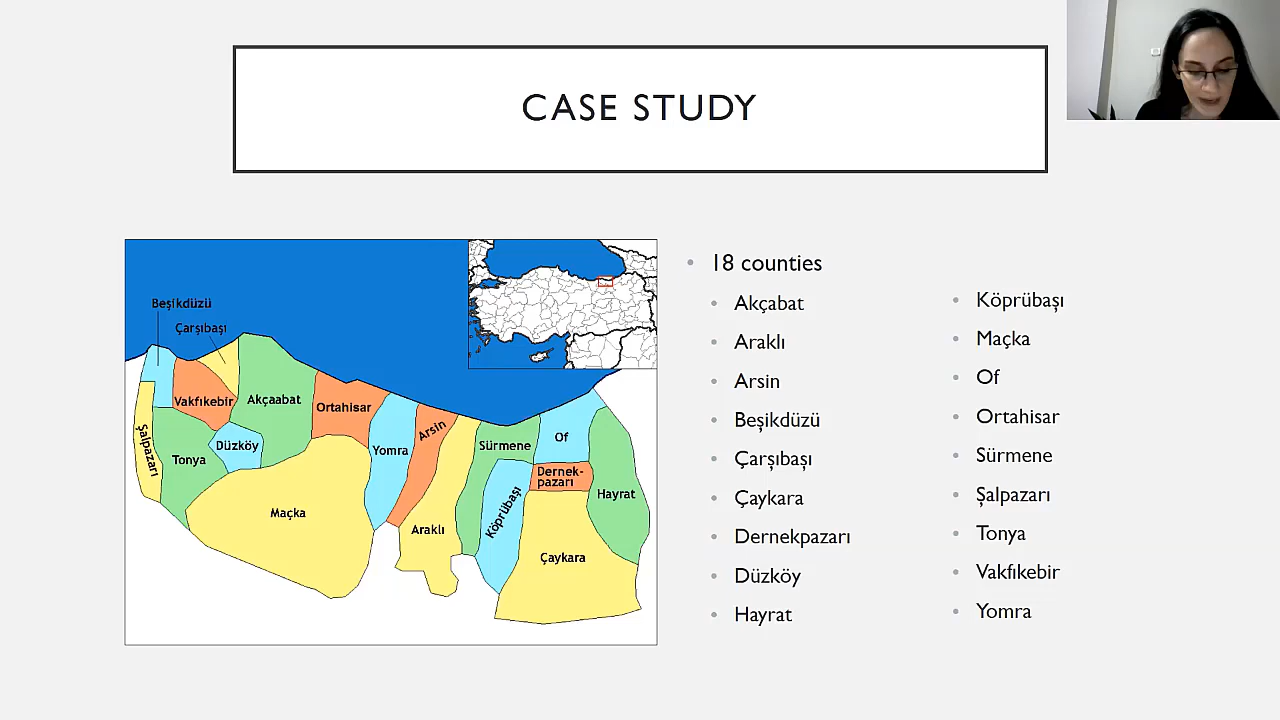 CASE STUDY
Beşikdüzü
Çarşıbaşı
Vakfıkebir
Akçaabat
Ortahisar
Şalpazarı
Tonya
Düzköy
Yomra
Arsin
Sürmene
Of
Dernek-
pazarı
Hayrat
Maçka
Araklı
Köprübaşı
Çaykara
18 counties
Akçabat
Araklı
Arsin
Beşikdüzü
Çarşıbaşı
Çaykara
Dernekpazarı
Düzköy
Hayrat
Köprübaşı
Maçka
Of
Ortahisar
Sürmene
Şalpazarı
Tonya
Vakfıkebir
Yomra